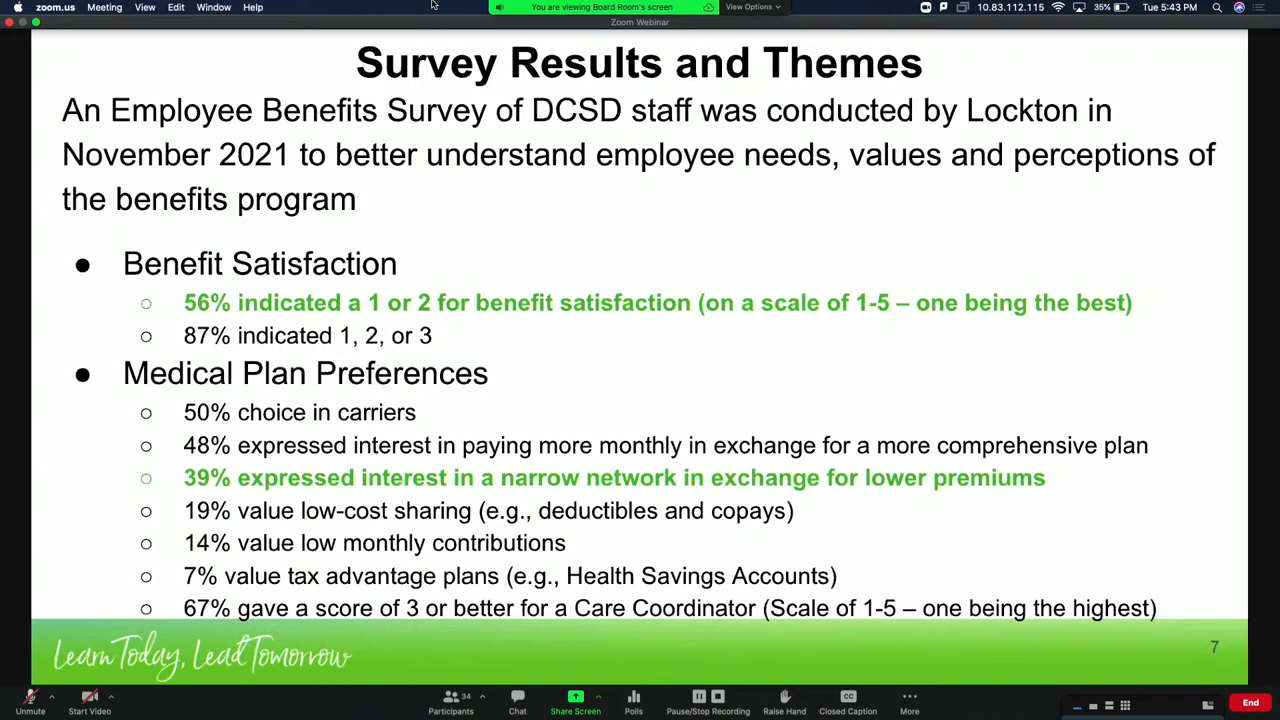 zoom.us Meeting View Edit Window Help
You are viewing Board Room's screen View Options
10.83.112.115 35% Tue 5:43 PM
Zoom Webinar
Survey Results and Themes
An Employee Benefits Survey of DCSD staff was conducted by Lockton in
November 2021 to better understand employee needs, values and perceptions of
the benefits program
● Benefit Satisfaction
○ 56% indicated a 1 or 2 for benefit satisfaction (on a scale of 1-5 – one being the best)
○ 87% indicated 1, 2, or 3
● Medical Plan Preferences
○ 50% choice in carriers
○ 48% expressed interest in paying more monthly in exchange for a more comprehensive plan
○ 39% expressed interest in a narrow network in exchange for lower premiums
○ 19% value low-cost sharing (e.g., deductibles and copays)
○ 14% value low monthly contributions
○ 7% value tax advantage plans (e.g., Health Savings Accounts)
○ 67% gave a score of 3 or better for a Care Coordinator (Scale of 1-5 – one being the highest)
Learn Today, Lead Tomorrow
7
34
Unmute Start Video Participants Chat Share Screen Polls Pause/Stop Recording Raise Hand Closed Caption More End